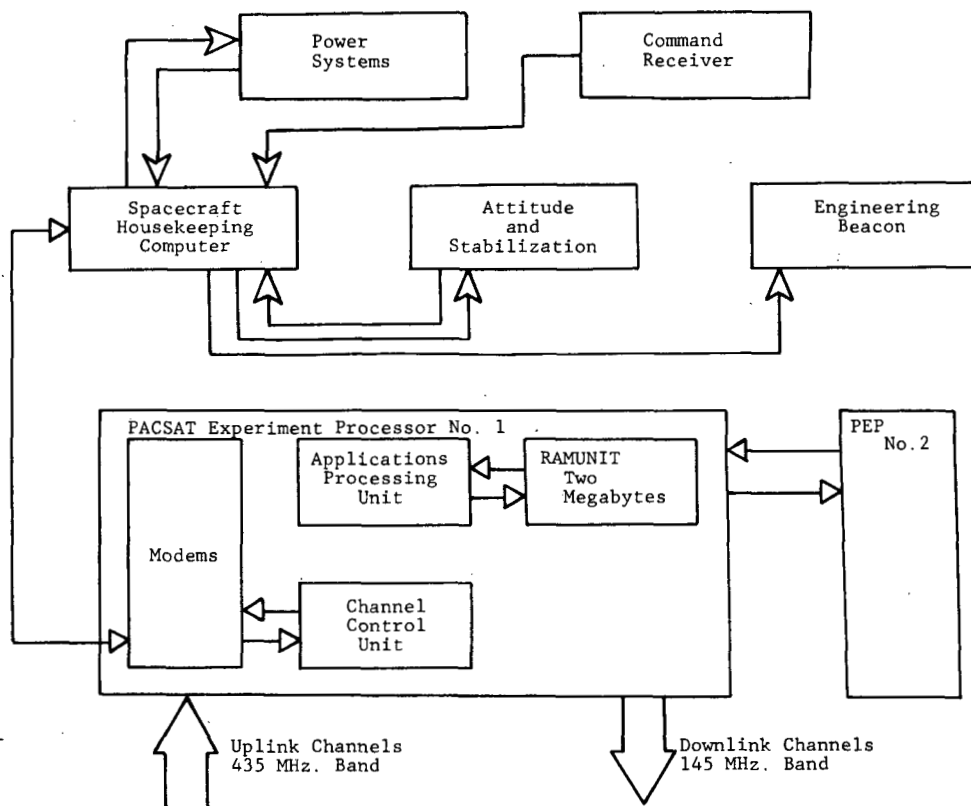 Power
Systems
Command
Receiver
Spacecraft
Housekeeping
Computer
Attitude
and
Stabilization
Engineering
Beacon
PACSAT Experiment Processor No. 1
PEP
No.2
Applications
Processing
Unit
RAMUNIT
Two
Megabytes
Modems
Channel
Control
Unit
Uplink Channels
435 MHz. Band
Downlink Channels
145 MHz. Band